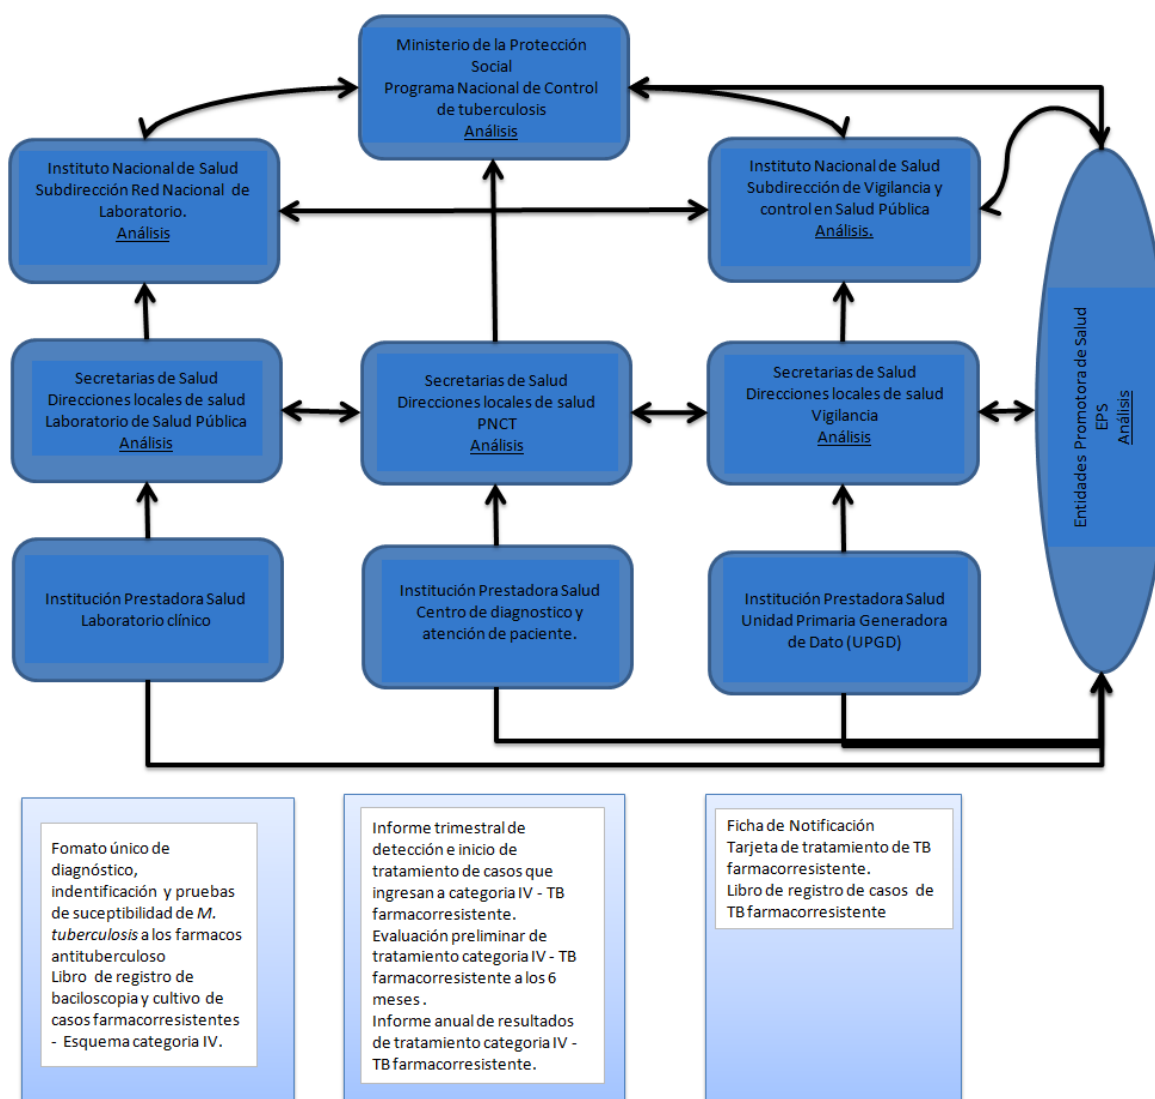 Ministerio de la Protección
Social
Programa Nacional de Control
de tuberculosis
Análisis
Instituto Nacional de Salud
Subdirección Red Nacional de
Laboratorio.
Análisis
Instituto Nacional de Salud
Subdirección de Vigilancia y
control en Salud Pública
Análisis.
Secretarias de Salud
Direcciones locales de salud
Laboratorio de Salud Pública
Análisis
Secretarias de Salud
Direcciones locales de salud
PNCT
Análisis
Secretarias de Salud
Direcciones locales de salud
Vigilancia
Análisis
Entidades Promotora de Salud
EPS
Análisis
Institución Prestadora Salud
Laboratorio clínico
Institución Prestadora Salud
Centro de diagnostico y
atención de paciente.
Institución Prestadora Salud
Unidad Primaria Generadora
de Dato (UPGD)
Fomato único de
diagnóstico,
indentificación y pruebas
de suceptibilidad de M.
tuberculosis a los farmacos
antituberculoso
Libro de registro de
baciloscopia y cultivo de
casos farmacorresistentes
- Esquema categoria IV.
Informe trimestral de
detección e inicio de
tratamiento de casos que
ingresan a categoria IV - TB
farmacorresistente.
Evaluación preliminar de
tratamiento categoria IV - TB
farmacorresistente a los 6
meses .
Informe anual de resultados
de tratamiento categoria IV -
TB farmacorresistente.
Ficha de Notificación
Tarjeta de tratamiento de TB
farmacorresistente.
Libro de registro de casos de
TB farmacorresistente